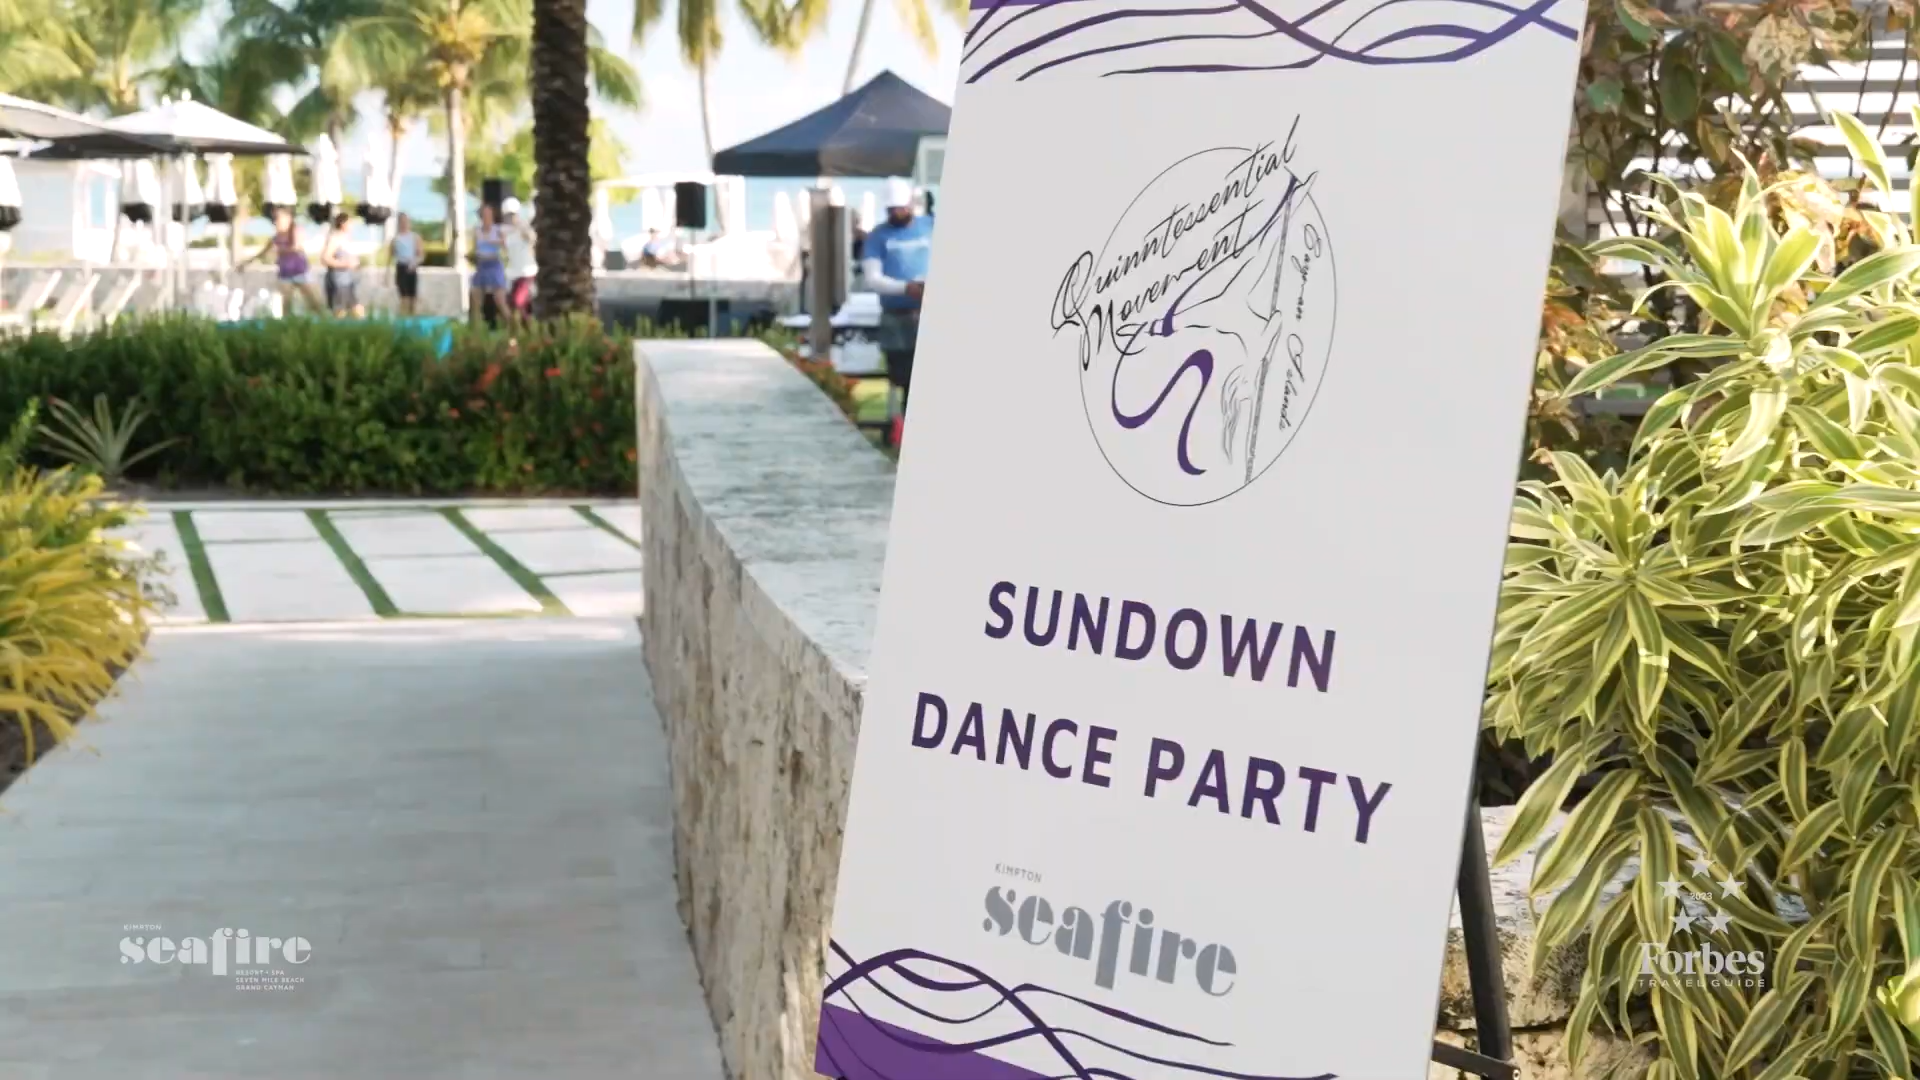 Quinntessential
Movement
Cayman Islands
SUNDOWN
DANCE PARTY
KIMPTON
seafire
KIMPTON
seafire
RESORT + SPA
SEVEN MILE BEACH
GRAND CAYMAN
2023
Forbes
TRAVEL GUIDE